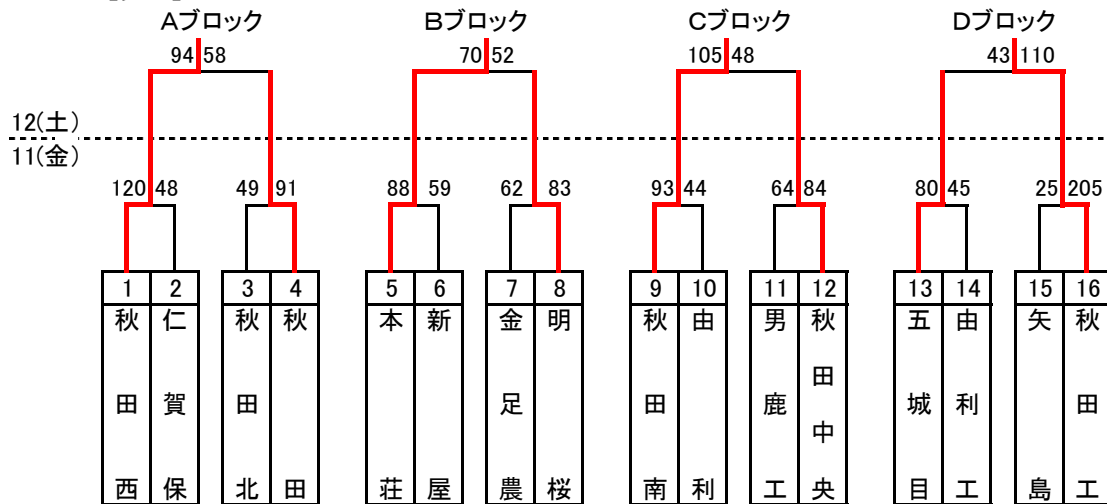 Aブロック Bブロック Cブロック Dブロック
94 58 70 52 105 48 43 110
12(土)
11(金)
120 48 49 91 88 59 62 83 93 44 64 84 80 45 25 205
1 2 3 4 5 6 7 8 9 10 11 12 13 14 15 16
秋田西
仁賀保
秋田北
秋田
本荘
新屋
金足農
明桜
秋田南
由利
男鹿工
秋田中央
五城目
由利工
矢島
秋田工